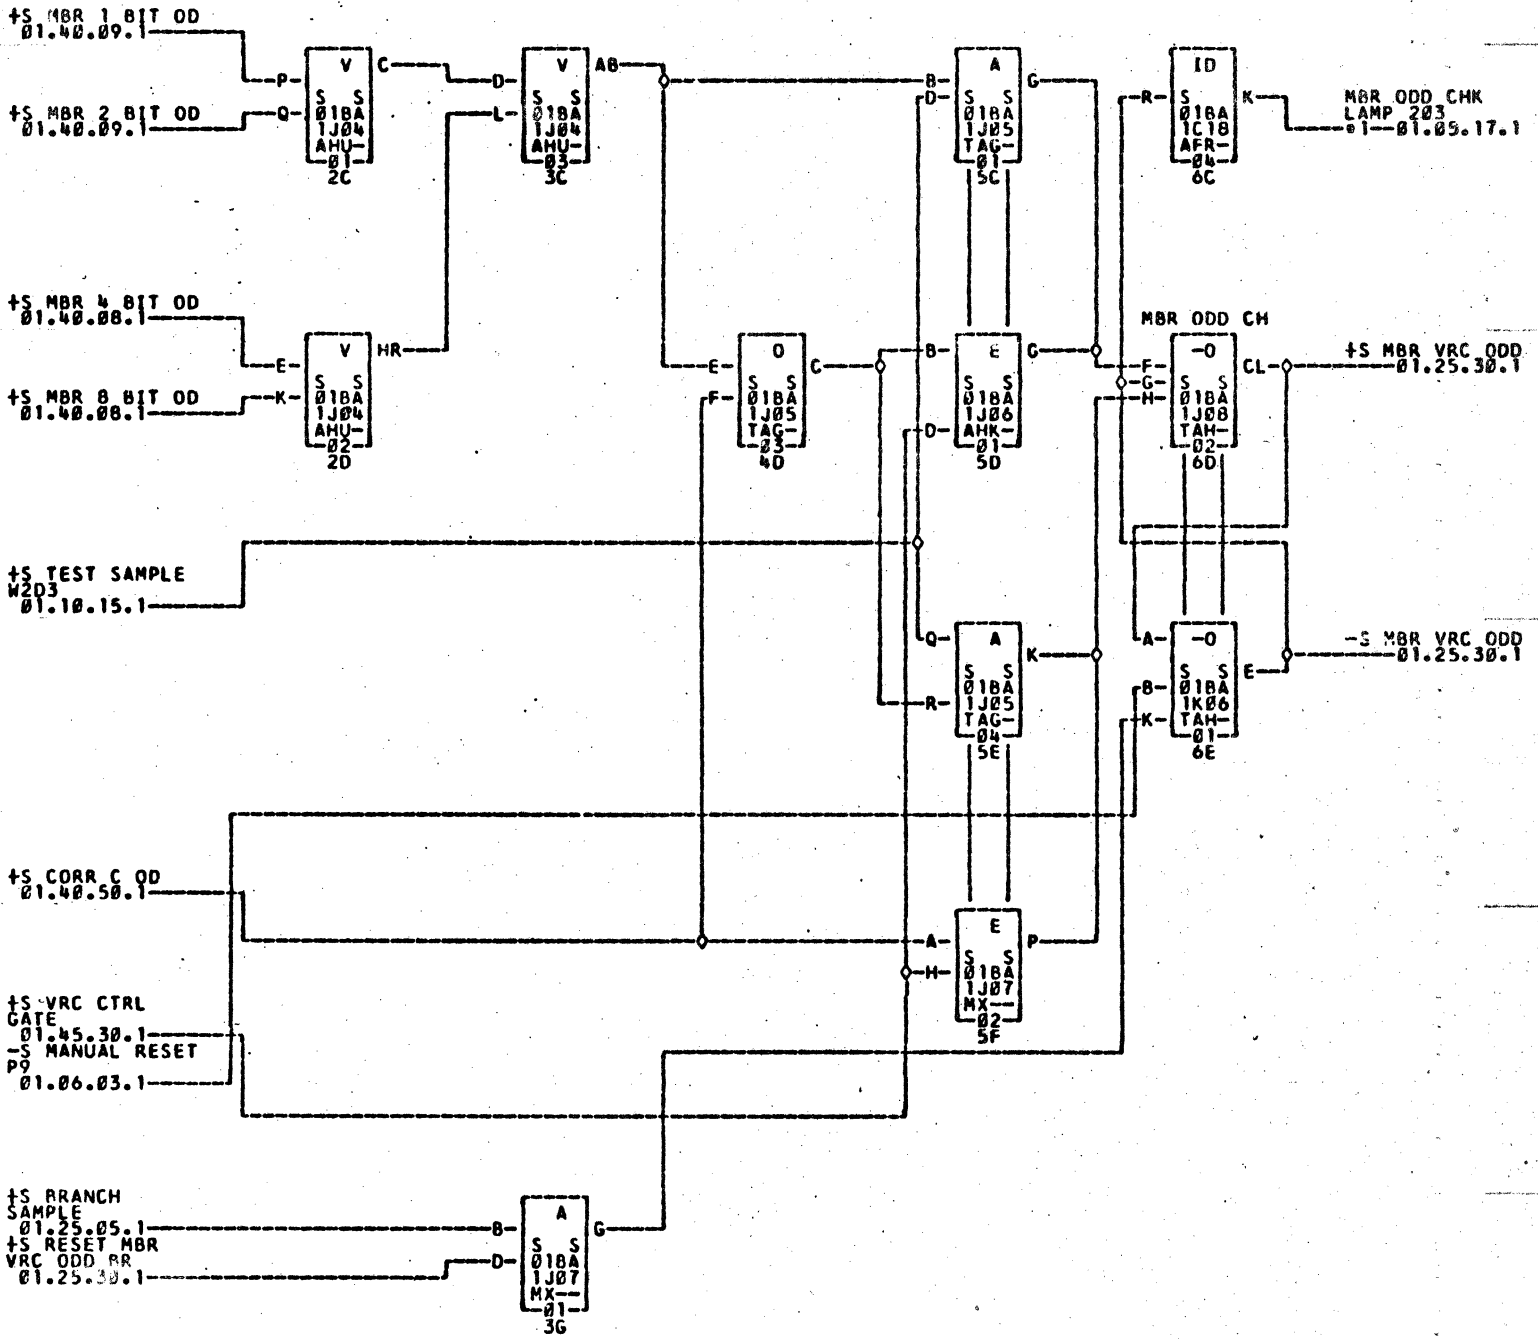 +S MBR 1 BIT OD
01.40.09.1
P
Q
V
C
S S
01BA
1J04
AHU-
01
2C
+S MBR 2 BIT OD
01.40.09.1
D
L
V
AB
S S
01BA
1J04
AHU-
03
3C
B
D
A
G
S S
01BA
1J05
TAG-
01
5C
R
ID
K
S
01BA
1C18
AFR-
04
6C
MBR ODD CHK
LAMP 203
e1--01.05.17.1
+S MBR 4 BIT OD
01.40.08.1
E
K
V
HR
S S
01BA
1J04
AHU-
02
2D
+S MBR 8 BIT OD
01.40.08.1
E
F
O
C
S S
01BA
1J05
TAG-
03
4D
B
D
E
G
S S
01BA
1J06
AHK-
01
5D
MBR ODD CH
F
G
H
-O
CL
S S
01BA
1J08
TAH-
02
6D
+S MBR VRC ODD
01.25.30.1
+S TEST SAMPLE
W2D3
01.10.15.1
Q
R
A
K
S S
01BA
1J05
TAG-
04
5E
A
B
K
-O
E
S S
01BA
1K06
TAH-
01
6E
-S MBR VRC ODD
01.25.30.1
+S CORR C OD
01.40.50.1
A
H
E
P
S S
01BA
1J07
MX--
02
5F
+S VRC CTRL
GATE
01.45.30.1
-S MANUAL RESET
P9
01.06.03.1
+S BRANCH
SAMPLE
01.25.05.1
+S RESET MBR
VRC ODD BR
01.25.30.1
B
D
A
G
S S
01BA
1J07
MX--
01
3G